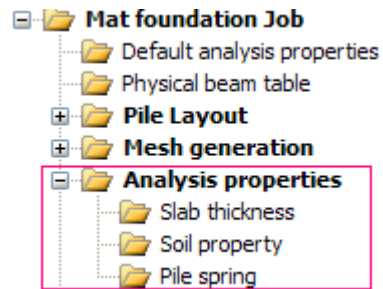 Mat foundation Job
Default analysis properties
Physical beam table
Pile Layout
Mesh generation
Analysis properties
Slab thickness
Soil property
Pile spring